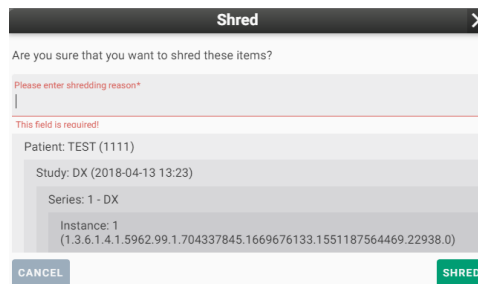 Shred
Are you sure that you want to shred these items?
Please enter shredding reason*
This field is required!
Patient: TEST (1111)
Study: DX (2018-04-13 13:23)
Series: 1 - DX
Instance: 1
(1.3.6.1.4.1.5962.99.1.704337845.1669676133.1551187564469.22938.0)
CANCEL
SHRED